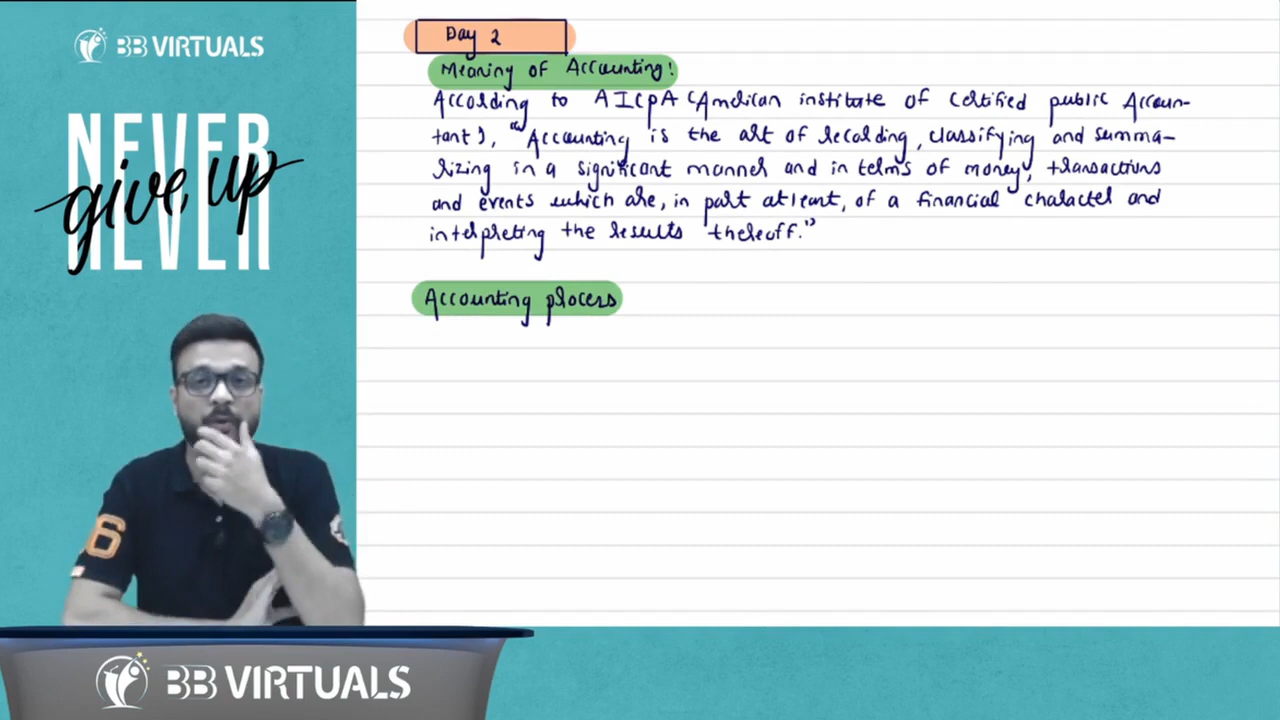 BB VIRTUALS
NEVER
give up
NEVER
Day 2
Meaning of Accounting:
According to AICPA (American institute of Certified public Accoun-
tant), "Accounting is the art of recording, classifying and summa-
rizing in a significant manner and in terms of money, transactions
and events which are, in part atleast, of a financial character and
interpreting the results thereoff."
Accounting process
6
BB VIRTUALS